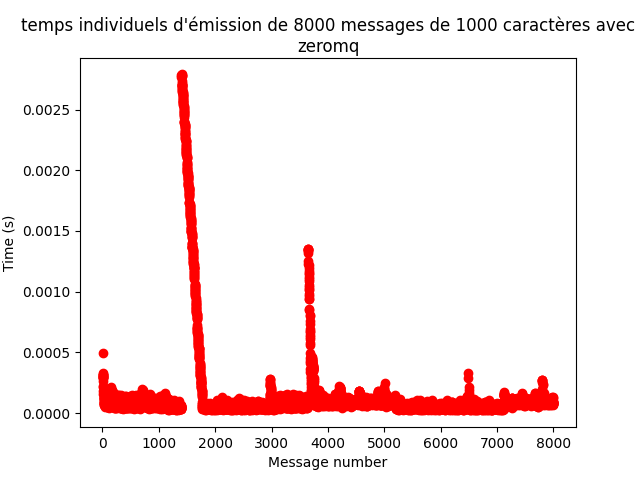 temps individuels d'émission de 8000 messages de 1000 caractères avec
zeromq
0.0025
0.0020
0.0015
0.0010
0.0005
0.0000
Time (s)
0 1000 2000 3000 4000 5000 6000 7000 8000
Message number